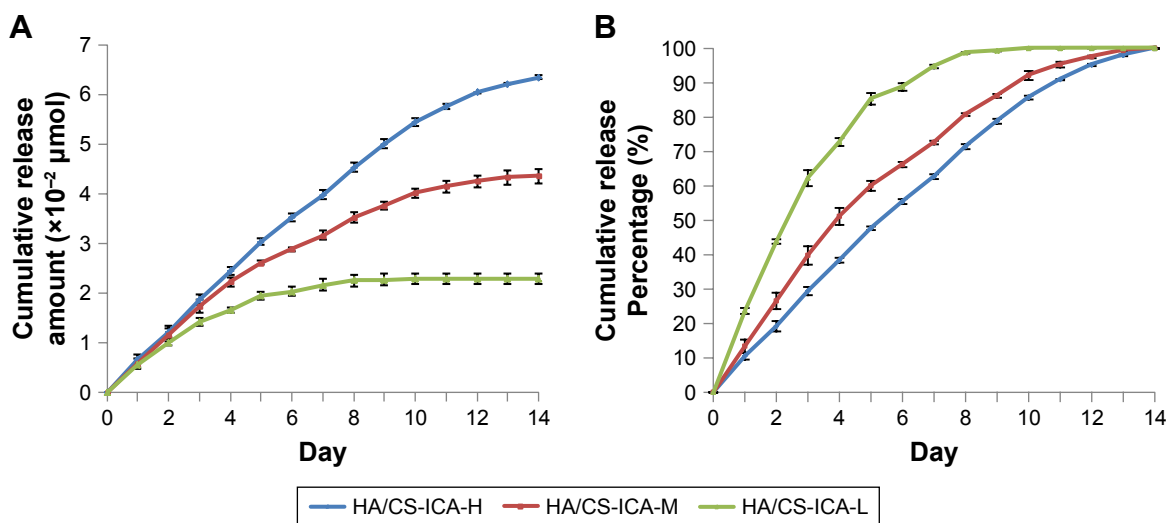 A
Cumulative release
amount (×10⁻² μmol)
7
6
5
4
3
2
1
0
0 2 4 6 8 10 12 14
Day
B
Cumulative release
Percentage (%)
100
90
80
70
60
50
40
30
20
10
0
0 2 4 6 8 10 12 14
Day
HA/CS-ICA-H HA/CS-ICA-M HA/CS-ICA-L